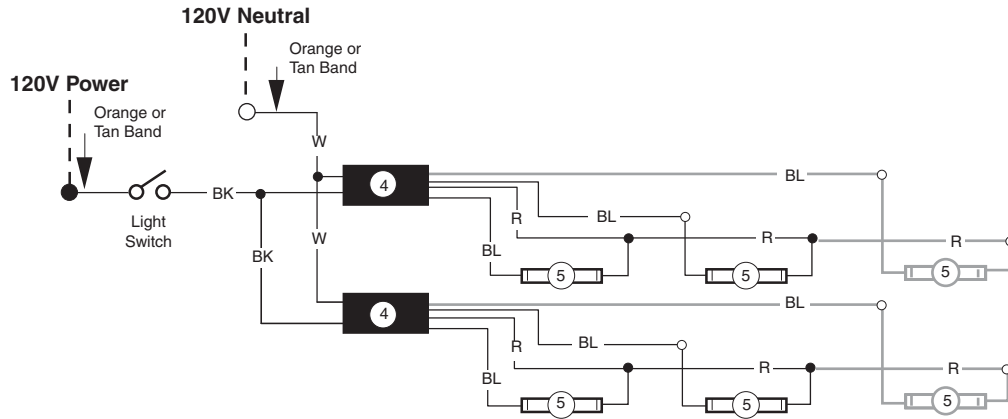 120V Neutral
Orange or
Tan Band
120V Power
Orange or
Tan Band
W
4
BL
BK
Light
Switch
BL
R
R
R
BL
W
BK
5
5
5
4
BL
BL
R
R
R
BL
5
5
5